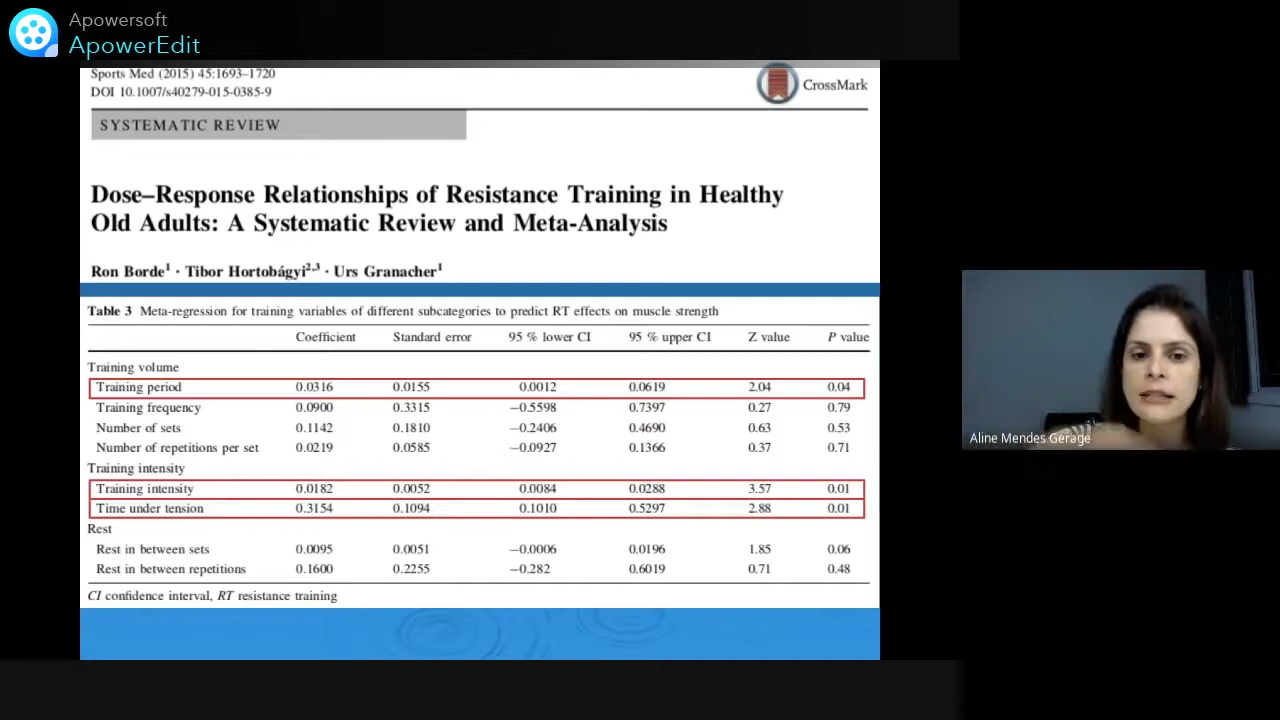 Apowersoft
ApowerEdit
Sports Med (2015) 45:1693–1720
DOI 10.1007/s40279-015-0385-9
CrossMark
SYSTEMATIC REVIEW
Dose–Response Relationships of Resistance Training in Healthy
Old Adults: A Systematic Review and Meta-Analysis
Ron Borde1 · Tibor Hortobágyi2,3 · Urs Granacher1
Table 3 Meta-regression for training variables of different subcategories to predict RT effects on muscle strength
Coefficient Standard error 95 % lower CI 95 % upper CI Z value P value
Training volume
Training period 0.0316 0.0155 0.0012 0.0619 2.04 0.04
Training frequency 0.0900 0.3315 −0.5598 0.7397 0.27 0.79
Number of sets 0.1142 0.1810 −0.2406 0.4690 0.63 0.53
Number of repetitions per set 0.0219 0.0585 −0.0927 0.1366 0.37 0.71
Training intensity
Training intensity 0.0182 0.0052 0.0084 0.0288 3.57 0.01
Time under tension 0.3154 0.1094 0.1010 0.5297 2.88 0.01
Rest
Rest in between sets 0.0095 0.0051 −0.0006 0.0196 1.85 0.06
Rest in between repetitions 0.1600 0.2255 −0.282 0.6019 0.71 0.48
CI confidence interval, RT resistance training
Aline Mendes Gerage